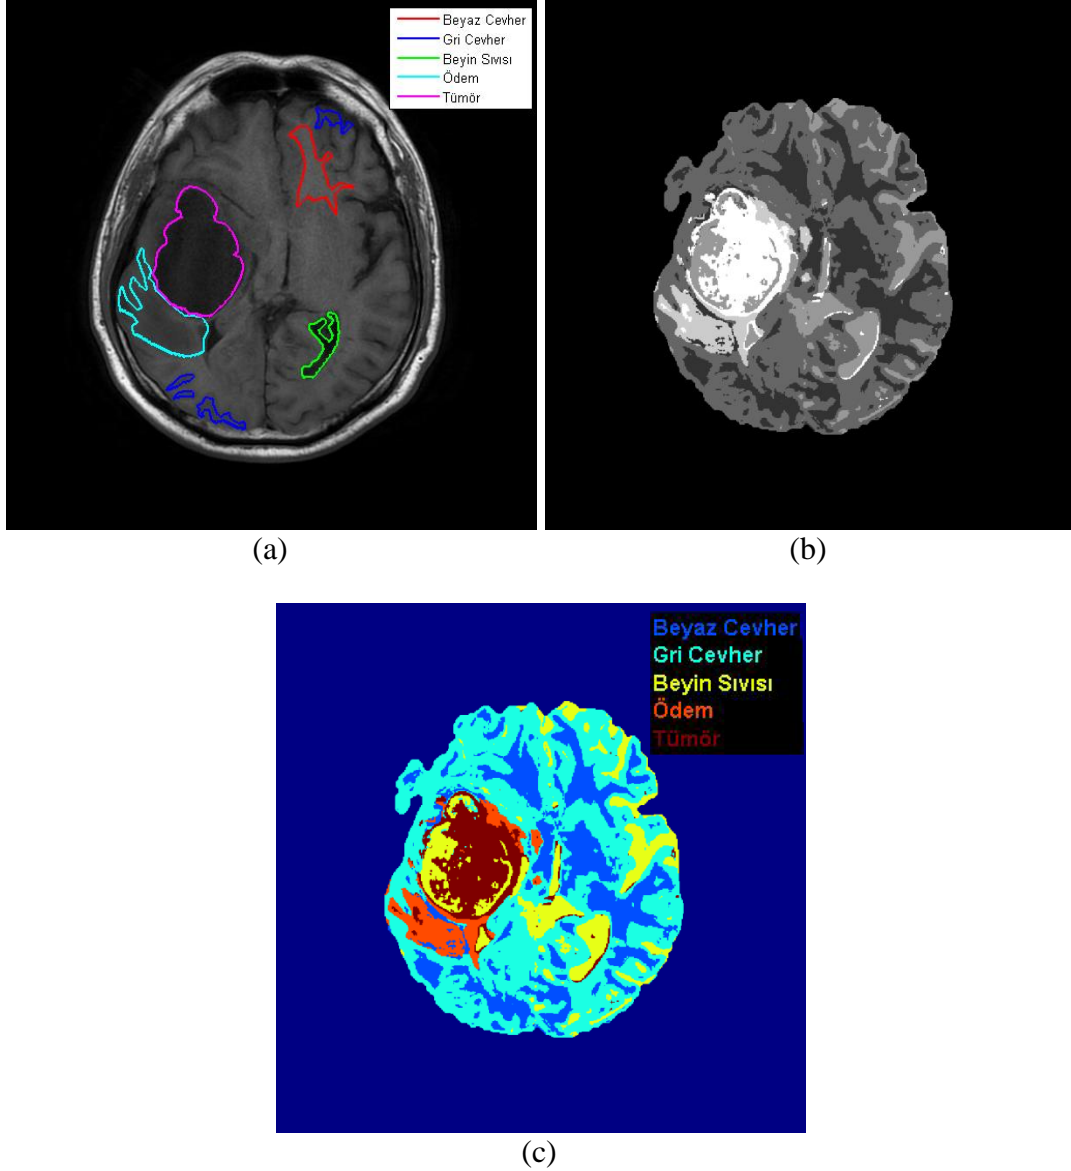 Beyaz Cevher
Gri Cevher
Beyin Sıvısı
Ödem
Tümör
(a)
(b)
Beyaz Cevher
Gri Cevher
Beyin Sıvısı
Ödem
Tümör
(c)